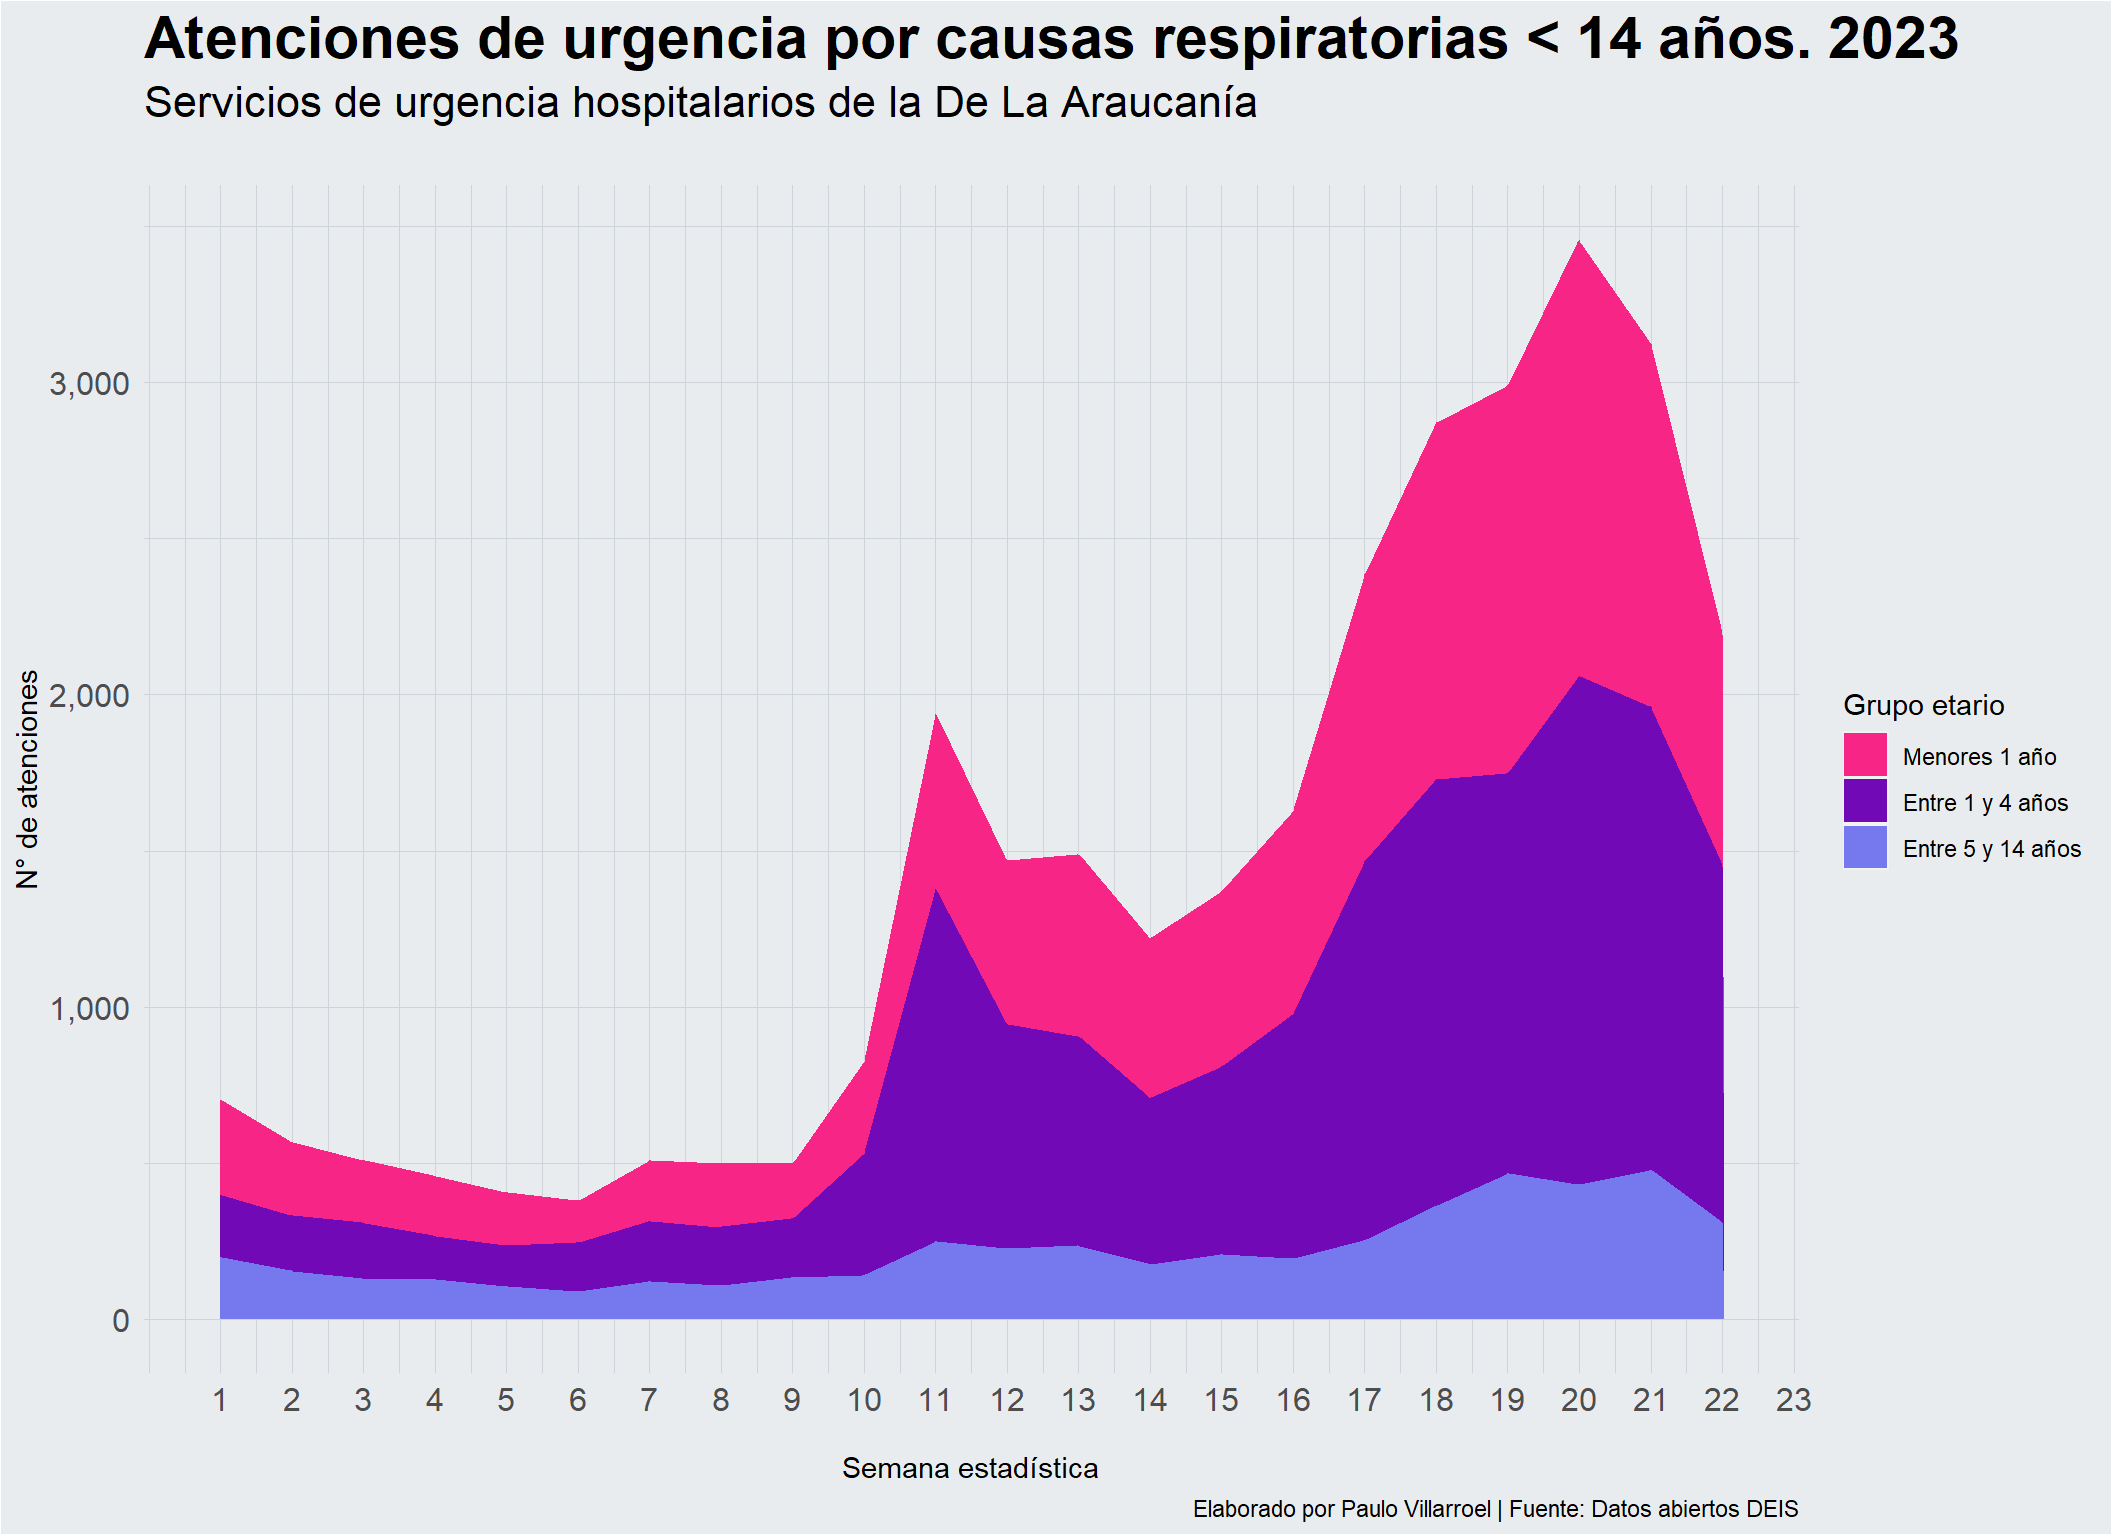 Atenciones de urgencia por causas respiratorias < 14 años. 2023
Servicios de urgencia hospitalarios de la De La Araucanía
N° de atenciones
3,000
2,000
1,000
0
1 2 3 4 5 6 7 8 9 10 11 12 13 14 15 16 17 18 19 20 21 22 23
Semana estadística
Grupo etario
Menores 1 año
Entre 1 y 4 años
Entre 5 y 14 años
Elaborado por Paulo Villarroel | Fuente: Datos abiertos DEIS